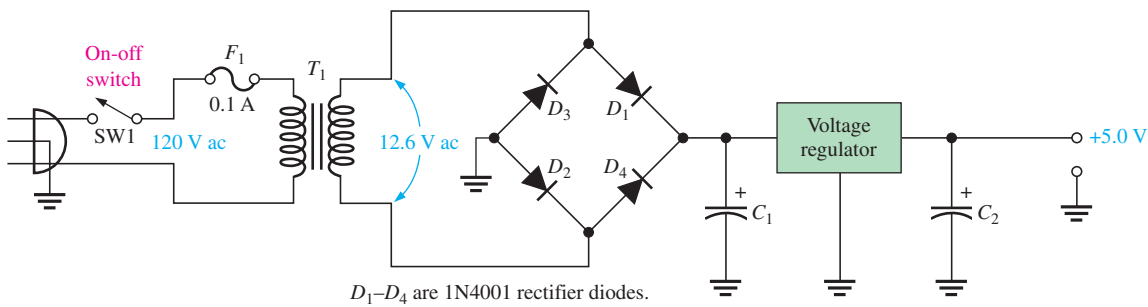 On-off
switch
F1
0.1 A
SW1
120 V ac
T1
12.6 V ac
D3
D1
D2
D4
C1
+
Voltage
regulator
C2
+
+5.0 V
D1–D4 are 1N4001 rectifier diodes.